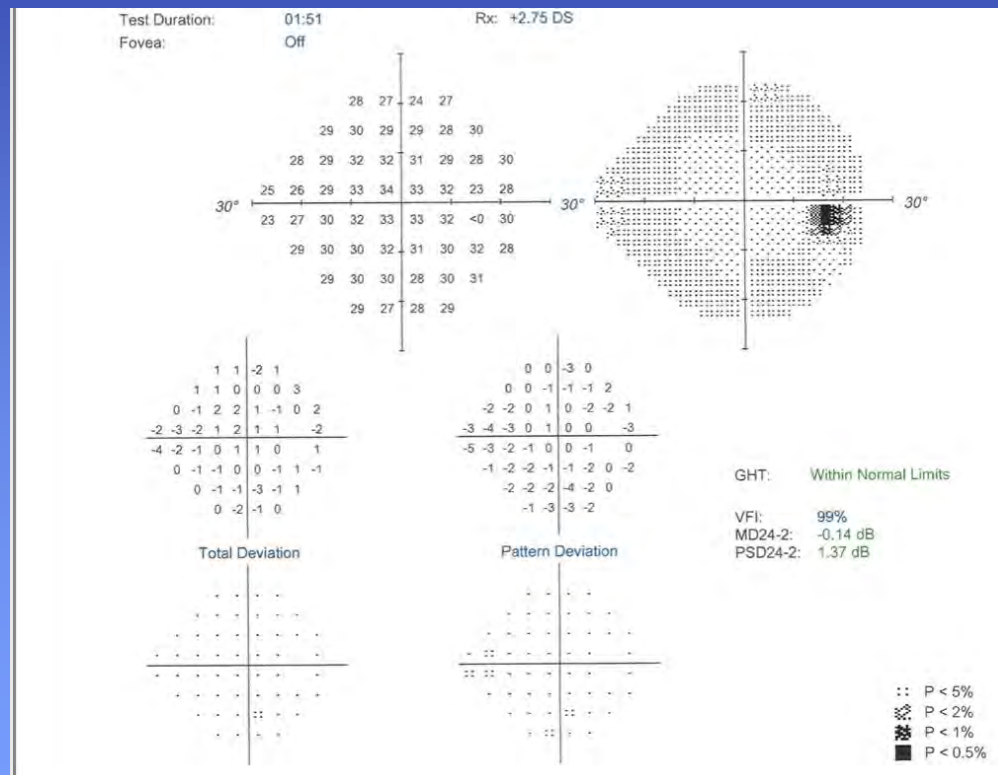 Test Duration: 01:51 Rx: +2.75 DS
Fovea: Off
28 27 24 27
29 30 29 29 28 30
28 29 32 32 31 29 28 30
25 26 29 33 34 33 32 23 28
30° 30° 30°
23 27 30 32 33 33 32 <0 30
29 30 30 32 31 30 32 28
29 30 30 28 30 31
29 27 28 29
1 1 -2 1
1 1 0 0 0 3
0 -1 2 2 1 -1 0 2
-2 -3 -2 1 2 1 1 -2
-4 -2 -1 0 1 1 0 1
0 -1 -1 0 0 -1 1 -1
0 -1 -1 -3 -1 1
0 -2 -1 0
Total Deviation
0 0 -3 0
0 0 -1 -1 -1 2
-2 -2 0 1 0 -2 -2 1
-3 -4 -3 0 1 0 0 -3
-5 -3 -2 -1 0 0 -1 0
-1 -2 -2 -1 -1 -2 0 -2
-2 -2 -2 -4 -2 0
-1 -3 -3 -2
Pattern Deviation
GHT: Within Normal Limits
VFI: 99%
MD24-2: -0.14 dB
PSD24-2: 1.37 dB
P < 5%
P < 2%
P < 1%
P < 0.5%